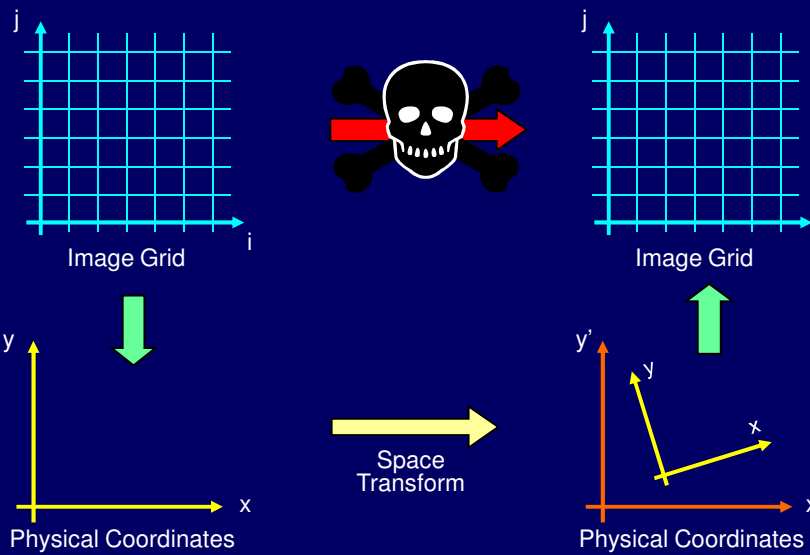 j
j
i
Image Grid
Image Grid
y
y’
y
x
Space
Transform
x
x
Physical Coordinates
Physical Coordinates